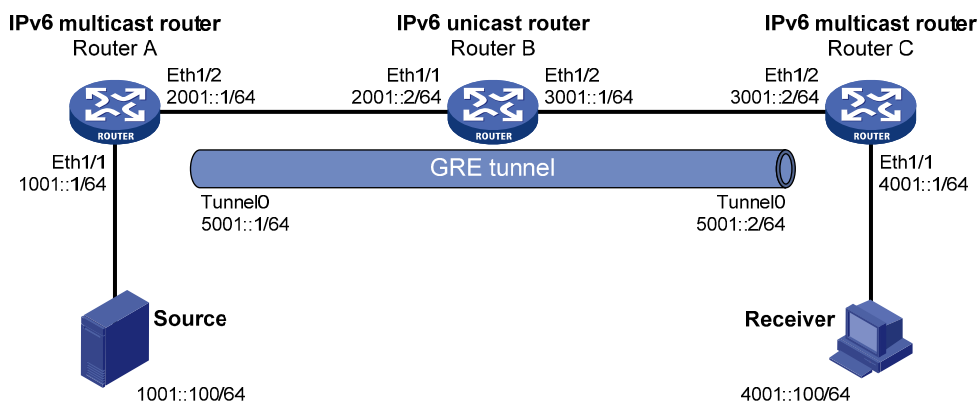 IPv6 multicast router
Router A
IPv6 unicast router
Router B
IPv6 multicast router
Router C
Eth1/2
2001::1/64
Eth1/1
2001::2/64
Eth1/2
3001::1/64
Eth1/2
3001::2/64
ROUTER
ROUTER
ROUTER
Eth1/1
1001::1/64
GRE tunnel
Eth1/1
4001::1/64
Tunnel0
5001::1/64
Tunnel0
5001::2/64
Source
Receiver
1001::100/64
4001::100/64